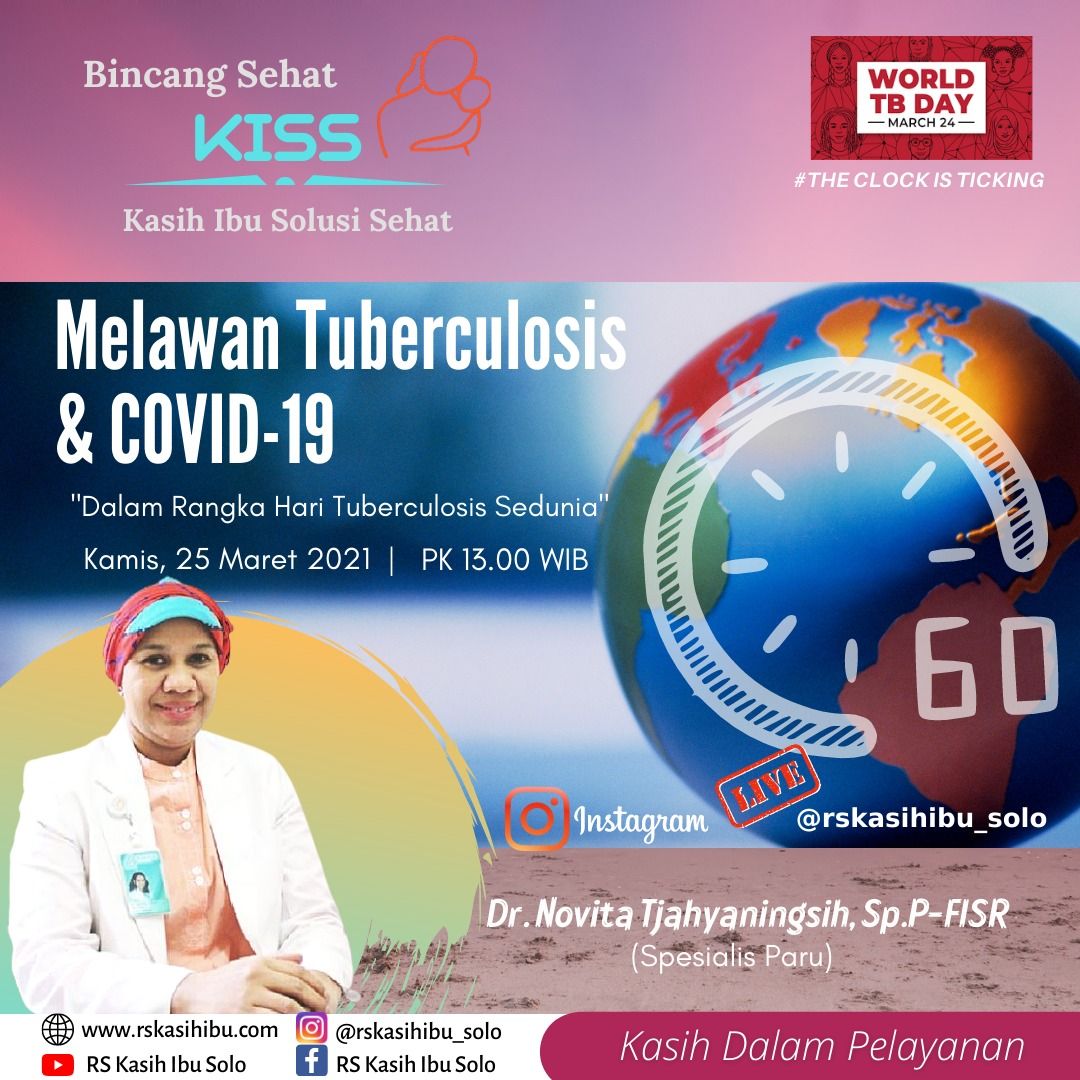 Bincang Sehat
KISS
Kasih Ibu Solusi Sehat
WORLD
TB DAY
MARCH 24
#THE CLOCK IS TICKING
Melawan Tuberculosis
& COVID-19
"Dalam Rangka Hari Tuberculosis Sedunia"
Kamis, 25 Maret 2021 | PK 13.00 WIB
60
Instagram
LIVE
@rskasihibu_solo
Dr. Novita Tjahyaningsih, Sp.P-FISR
(Spesialis Paru)
www.rskasihibu.com
@rskasihibu_solo
RS Kasih Ibu Solo
RS Kasih Ibu Solo
Kasih Dalam Pelayanan